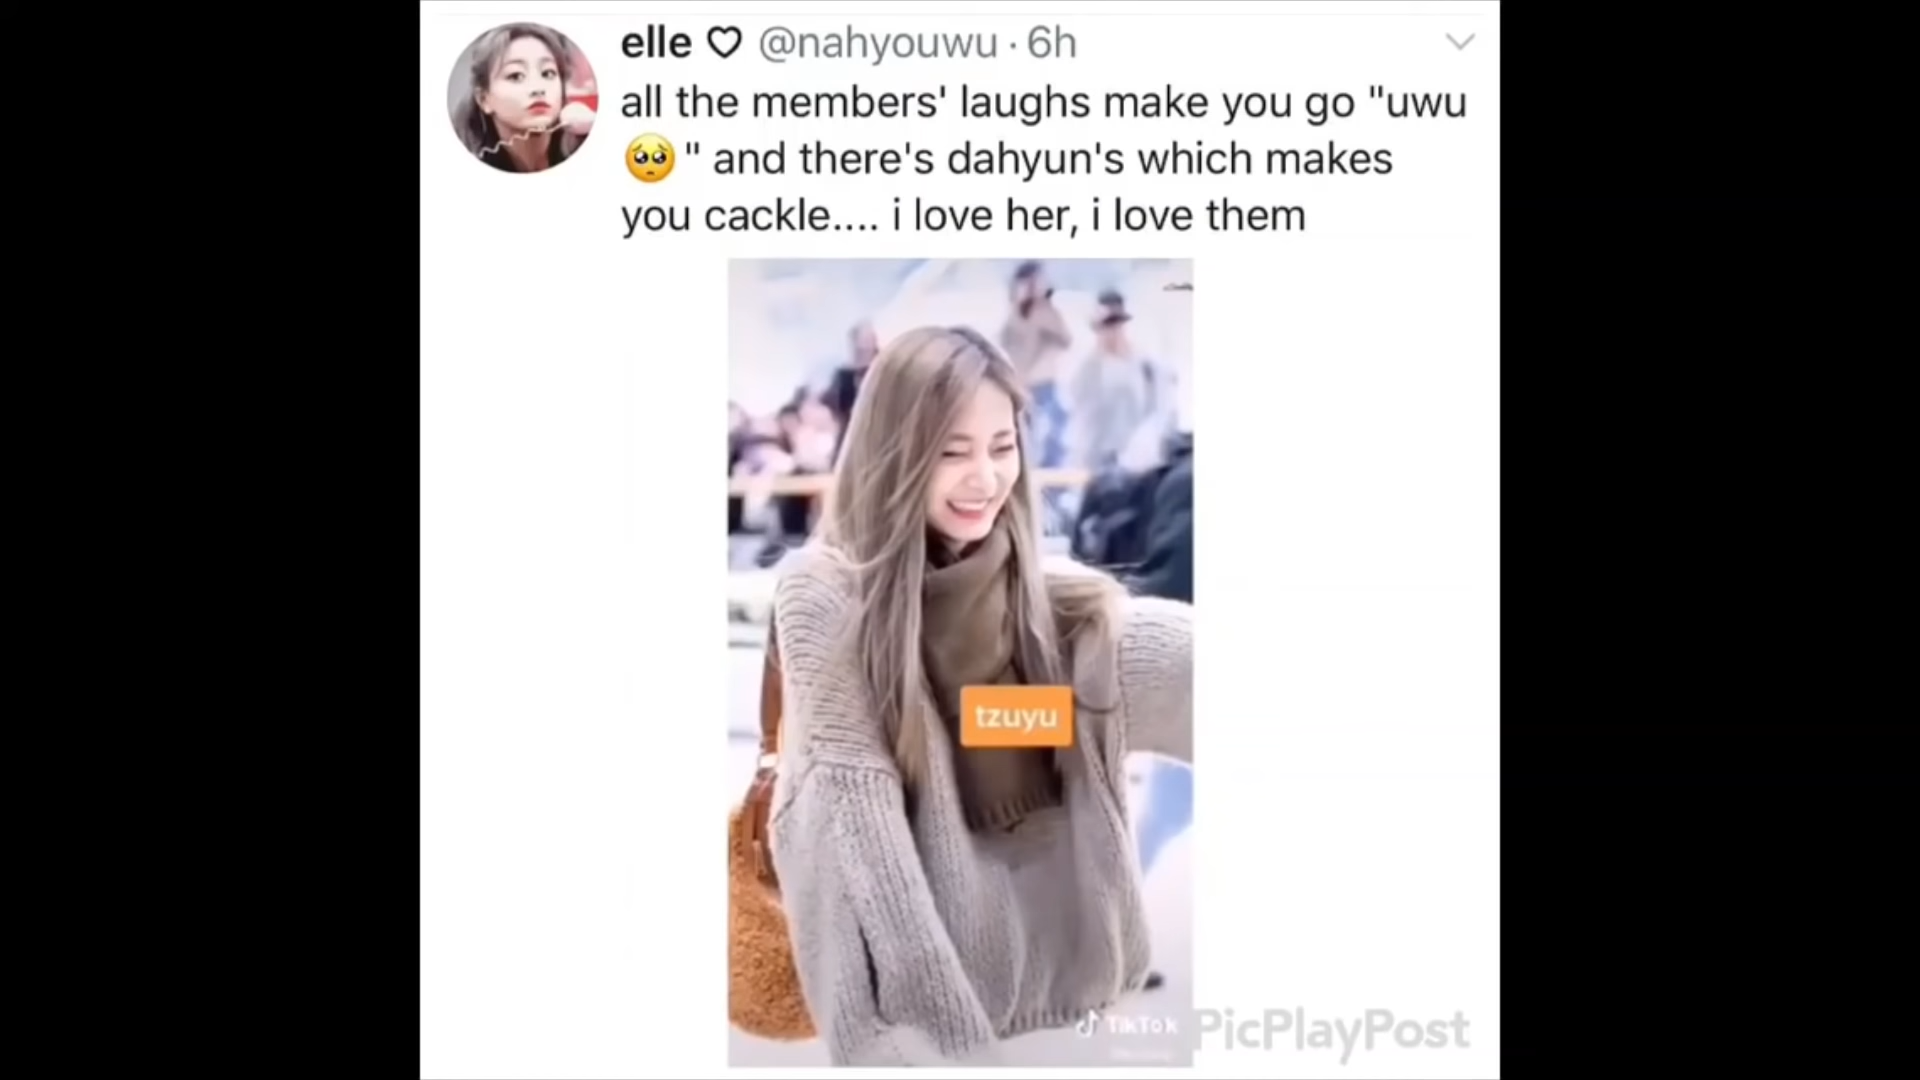 elle ♡ @nahyouwu · 6h
all the members' laughs make you go "uwu
🥺" and there's dahyun's which makes
you cackle.... i love her, i love them
tzuyu
TikTok
PicPlayPost